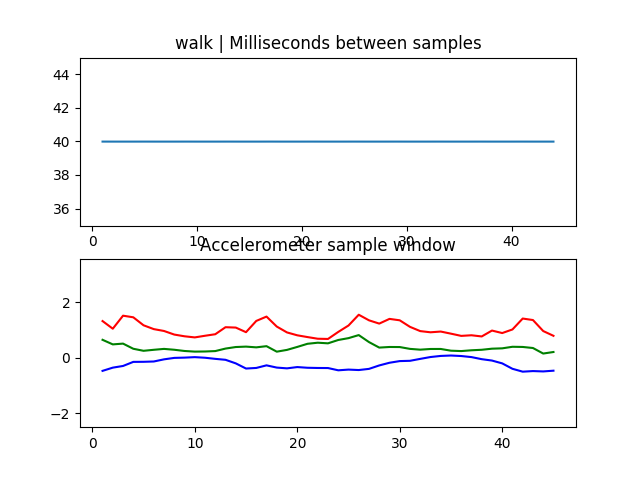 walk | Milliseconds between samples
44
42
40
38
36
0 10 20 30 40
Accelerometer sample window
2
0
−2
0 10 20 30 40